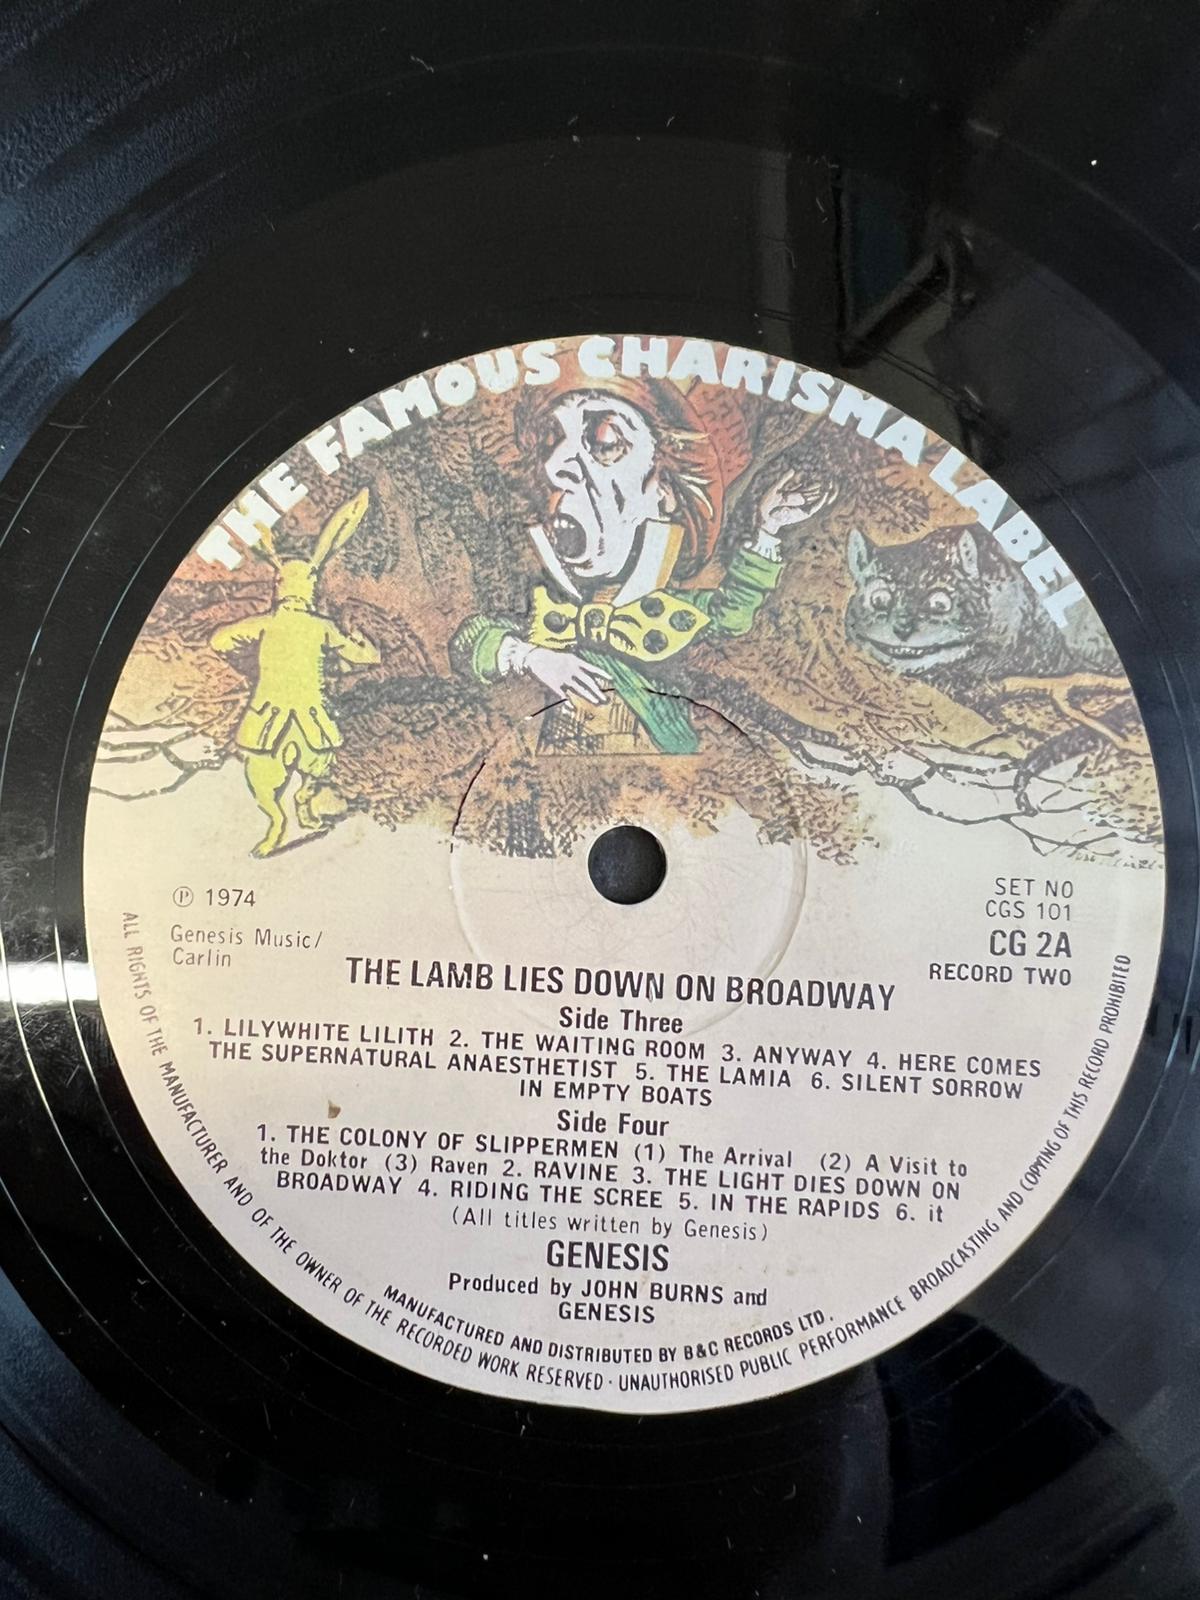 THE FAMOUS CHARISMA LABEL
℗ 1974
Genesis Music/
Carlin
SET NO
CGS 101
CG 2A
RECORD TWO
THE LAMB LIES DOWN ON BROADWAY
Side Three
1. LILYWHITE LILITH 2. THE WAITING ROOM 3. ANYWAY 4. HERE COMES
THE SUPERNATURAL ANAESTHETIST 5. THE LAMIA 6. SILENT SORROW
IN EMPTY BOATS
Side Four
1. THE COLONY OF SLIPPERMEN (1) The Arrival (2) A Visit to
the Doktor (3) Raven 2. RAVINE 3. THE LIGHT DIES DOWN ON
BROADWAY 4. RIDING THE SCREE 5. IN THE RAPIDS 6. it
(All titles written by Genesis)
GENESIS
Produced by JOHN BURNS and
GENESIS
MANUFACTURED AND DISTRIBUTED BY B&C RECORDS LTD.
ALL RIGHTS OF THE MANUFACTURER AND OF THE OWNER OF THE RECORDED WORK RESERVED · UNAUTHORISED PUBLIC PERFORMANCE BROADCASTING AND COPYING OF THIS RECORD PROHIBITED